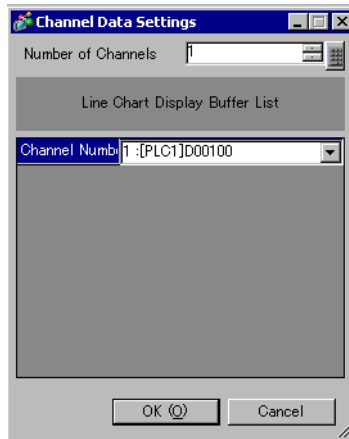 Channel Data Settings
Number of Channels 1
Line Chart Display Buffer List
Channel Numb 1 :[PLC1]D00100
OK (O) Cancel